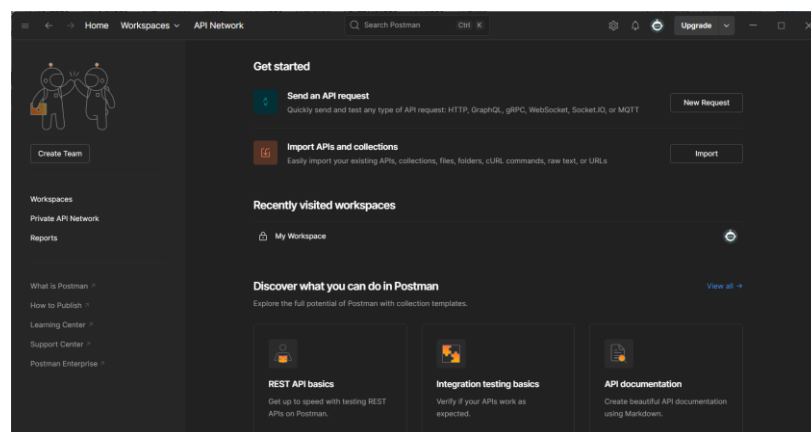 Home Workspaces API Network Search Postman Ctrl K Upgrade
Create Team
Workspaces
Private API Network
Reports
What is Postman
How to Publish
Learning Center
Support Center
Postman Enterprise
Get started
Send an API request
Quickly send and test any type of API request: HTTP, GraphQL, gRPC, WebSocket, Socket.IO, or MQTT
New Request
Import APIs and collections
Easily import your existing APIs, collections, files, folders, cURL commands, raw text, or URLs
Import
Recently visited workspaces
My Workspace
Discover what you can do in Postman
View all →
Explore the full potential of Postman with collection templates.
REST API basics
Get up to speed with testing REST
APIs on Postman.
Integration testing basics
Verify if your APIs work as
expected.
API documentation
Create beautiful API documentation
using Markdown.